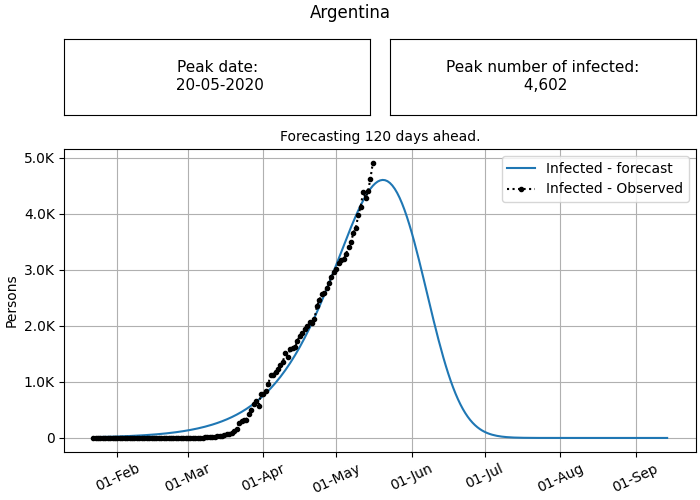 Argentina
Peak date:
20-05-2020
Peak number of infected:
4,602
Forecasting 120 days ahead.
Infected - forecast
Infected - Observed
5.0K
4.0K
3.0K
2.0K
1.0K
0
Persons
01-Feb
01-Mar
01-Apr
01-May
01-Jun
01-Jul
01-Aug
01-Sep